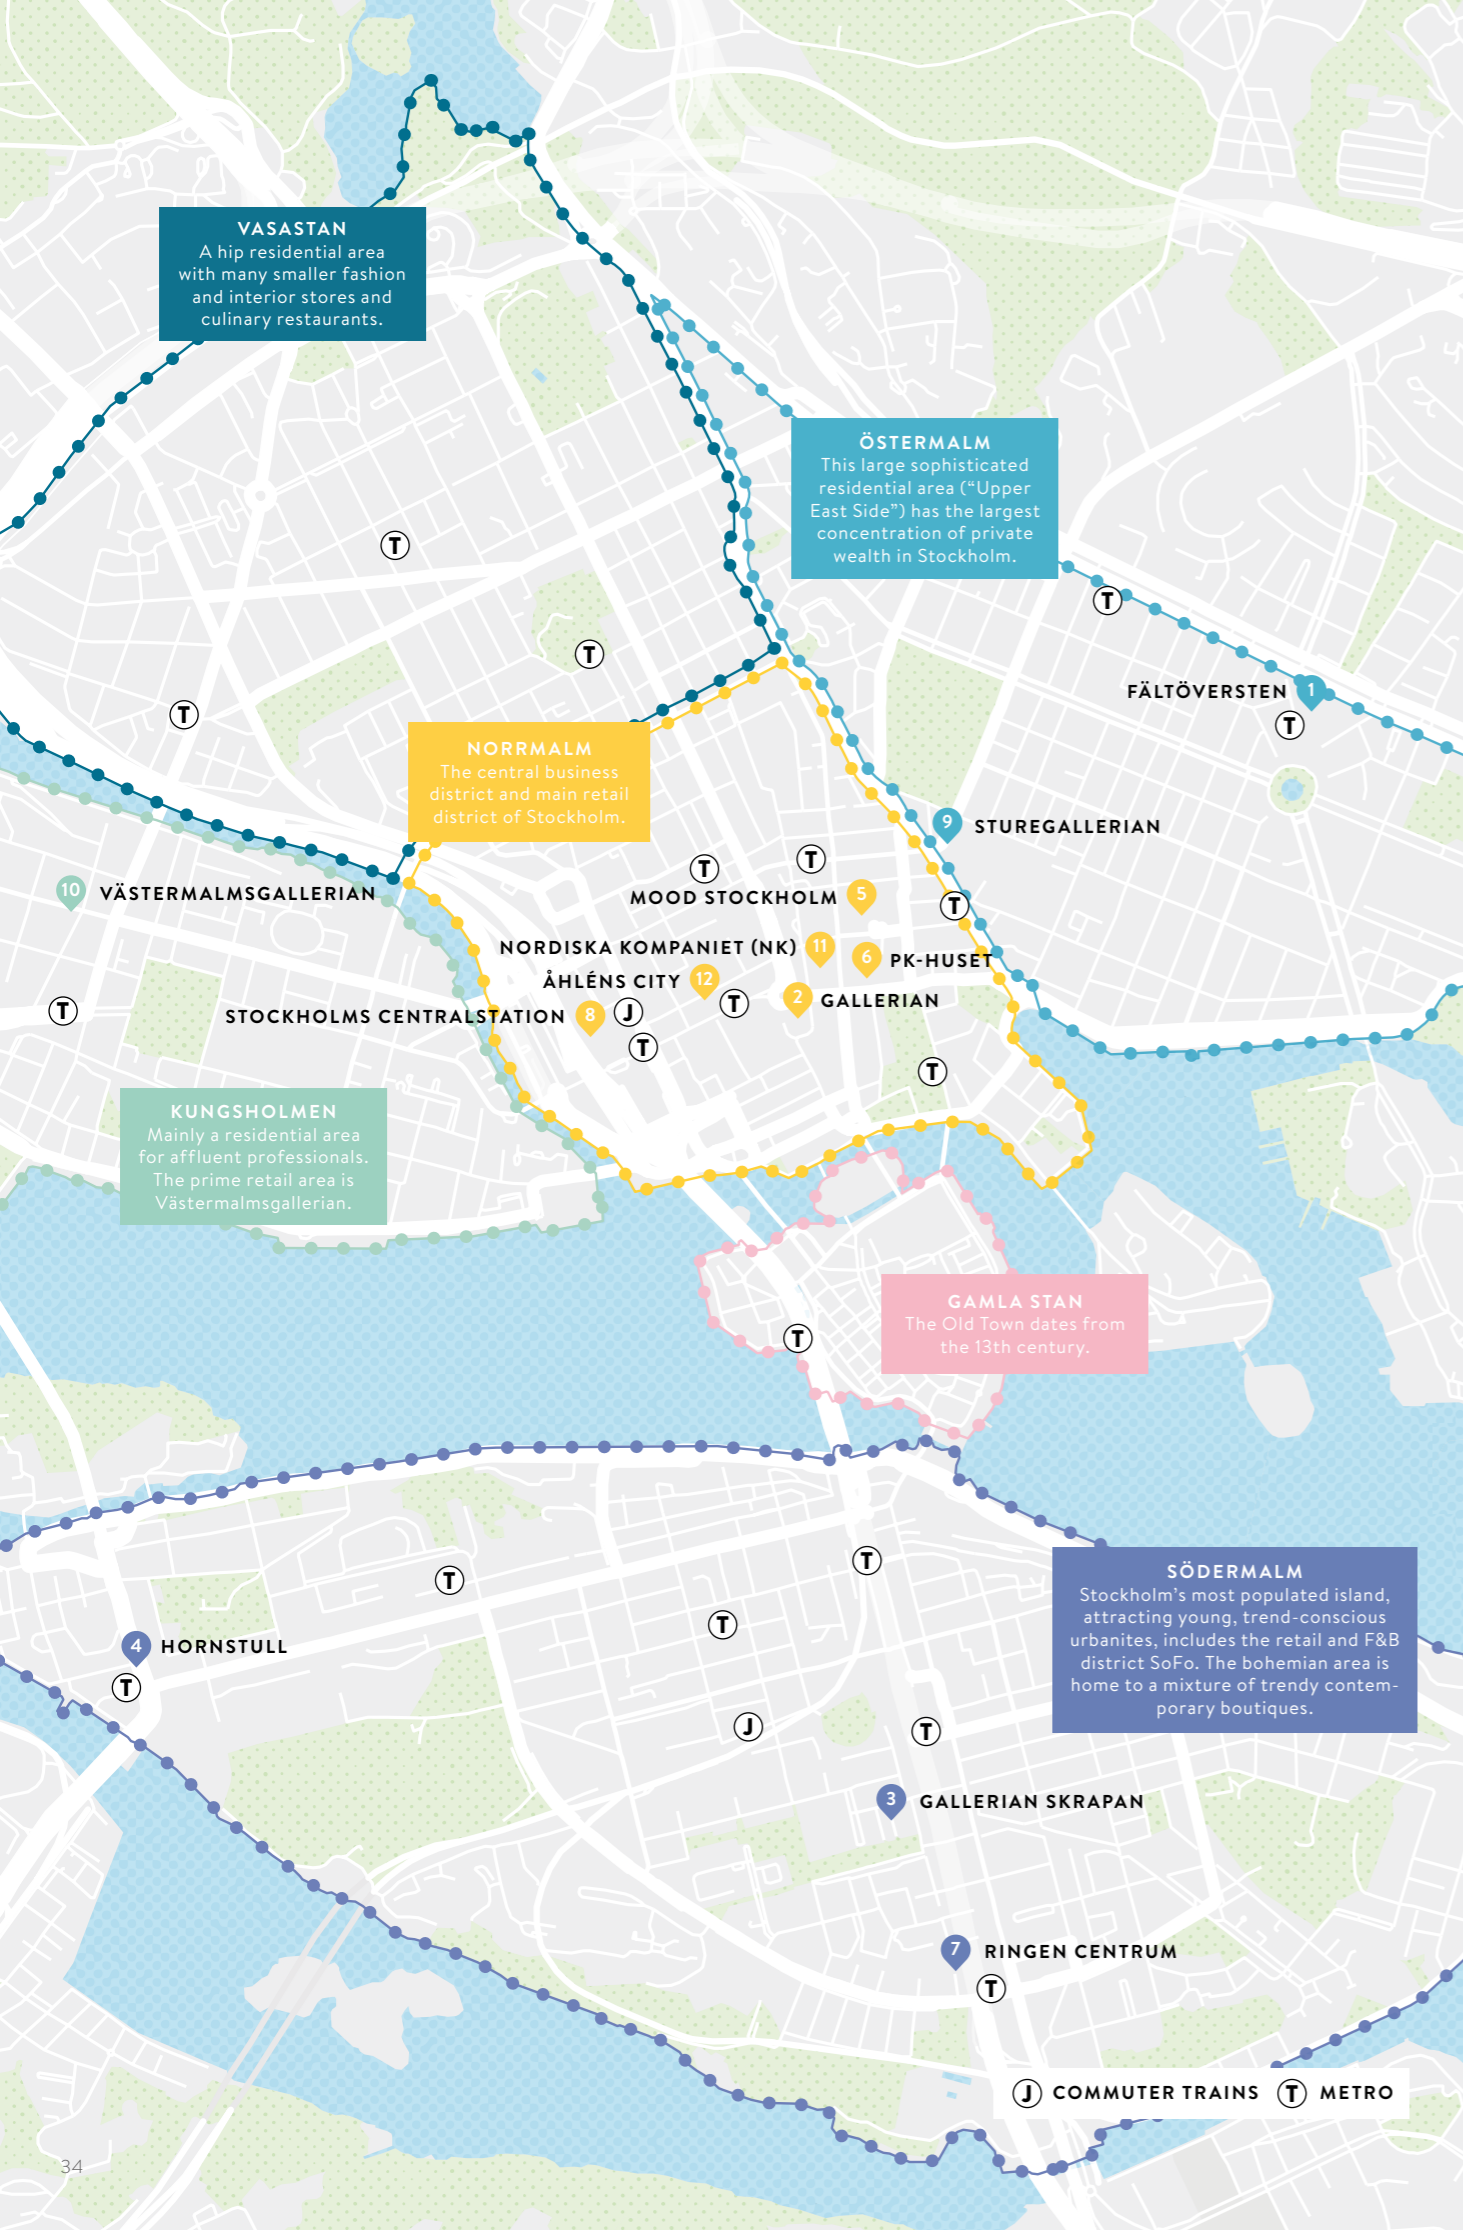 VASASTAN
A hip residential area
with many smaller fashion
and interior stores and
culinary restaurants.
ÖSTERMALM
This large sophisticated
residential area (“Upper
East Side”) has the largest
concentration of private
wealth in Stockholm.
T
T
T
FÄLTÖVERSTEN 1
T
T
NORRMALM
The central business
district and main retail
district of Stockholm.
9 STUREGALLERIAN
T
T
10 VÄSTERMALMSGALLERIAN
MOOD STOCKHOLM 5
T
NORDISKA KOMPANIET (NK) 11
6 PK-HUSET
ÅHLÉNS CITY 12
T
2 GALLERIAN
T
STOCKHOLMS CENTRALSTATION 8 J
T
T
KUNGSHOLMEN
Mainly a residential area
for affluent professionals.
The prime retail area is
Västermalmsgallerian.
GAMLA STAN
The Old Town dates from
the 13th century.
T
T
T
T
SÖDERMALM
Stockholm’s most populated island,
attracting young, trend-conscious
urbanites, includes the retail and F&B
district SoFo. The bohemian area is
home to a mixture of trendy contem-
porary boutiques.
4 HORNSTULL
T
J
T
3 GALLERIAN SKRAPAN
7 RINGEN CENTRUM
T
J COMMUTER TRAINS T METRO
34